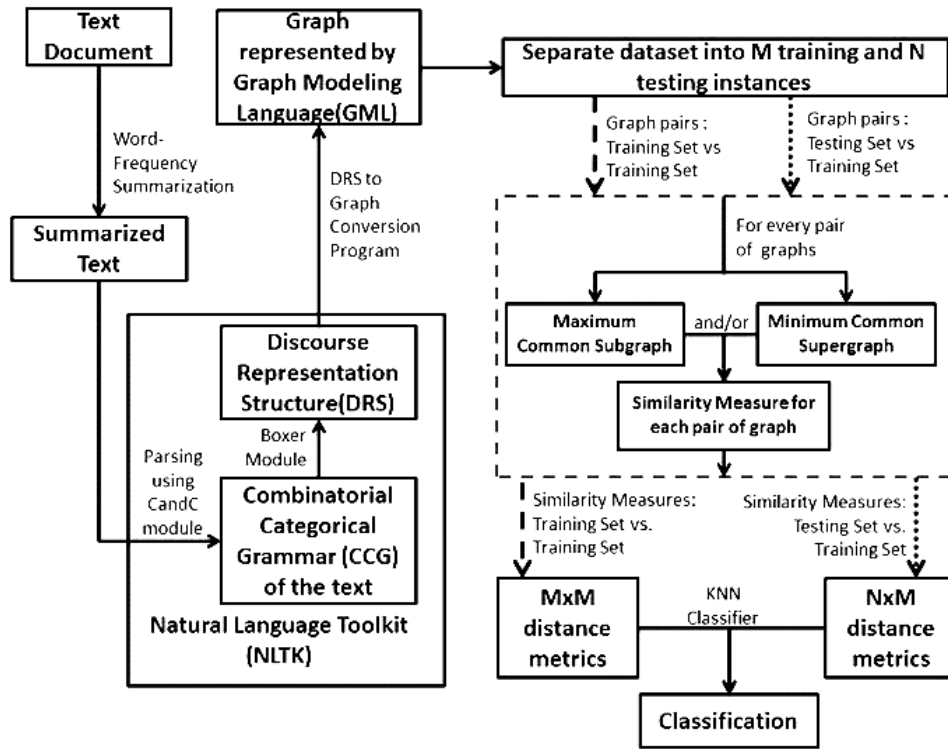 Text
Document
Word-
Frequency
Summarization
Summarized
Text
Parsing
using
CandC
module
Combinatorial
Categorical
Grammar (CCG)
of the text
Boxer
Module
Discourse
Representation
Structure(DRS)
Natural Language Toolkit
(NLTK)
DRS to
Graph
Conversion
Program
Graph
represented by
Graph Modeling
Language(GML)
Separate dataset into M training and N
testing instances
Graph pairs :
Training Set vs
Training Set
Graph pairs :
Testing Set vs
Training Set
For every pair
of graphs
Maximum
Common Subgraph
and/or
Minimum Common
Supergraph
Similarity Measure for
each pair of graph
Similarity Measures:
Training Set vs.
Training Set
Similarity Measures:
Testing Set vs.
Training Set
MxM
distance
metrics
KNN
Classifier
NxM
distance
metrics
Classification